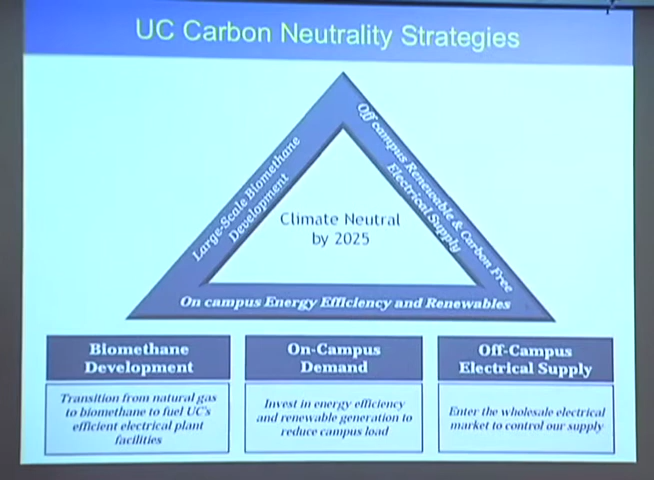 UC Carbon Neutrality Strategies
Large-Scale Biomethane
Development
Off campus Renewable & Carbon Free
Electrical Supply
Climate Neutral
by 2025
On campus Energy Efficiency and Renewables
Biomethane
Development
Transition from natural gas
to biomethane to fuel UC's
efficient electrical plant
facilities
On-Campus
Demand
Invest in energy efficiency
and renewable generation to
reduce campus load
Off-Campus
Electrical Supply
Enter the wholesale electrical
market to control our supply